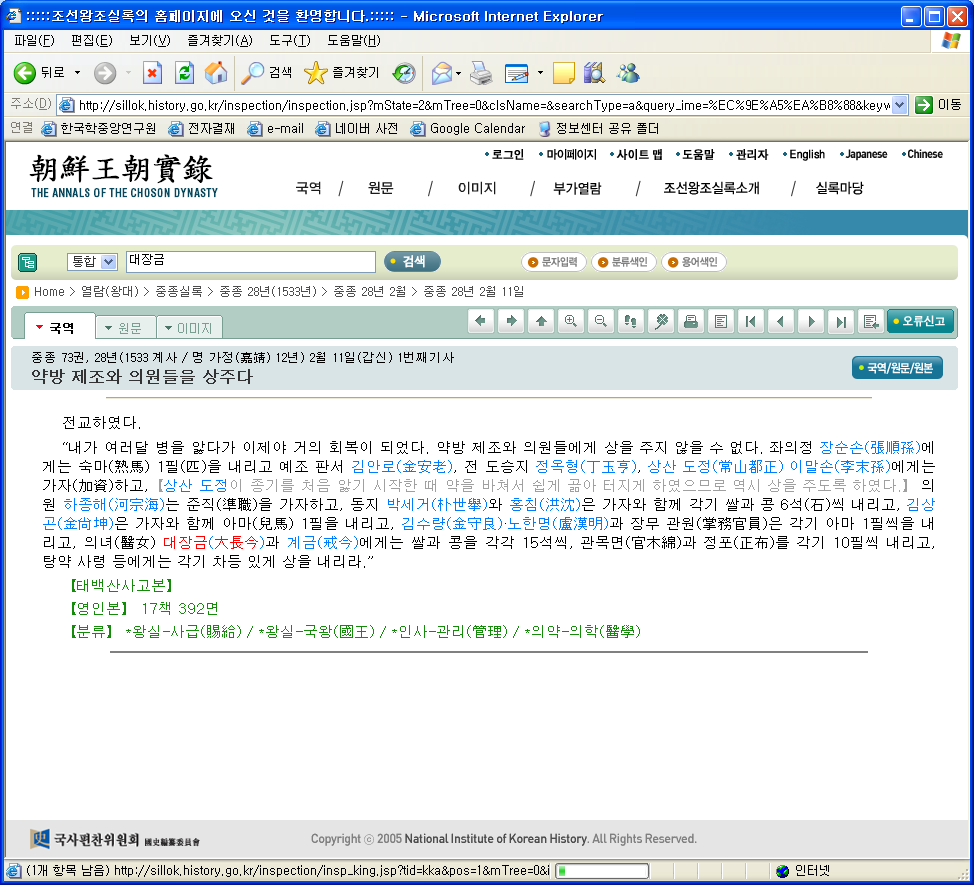 :::::조선왕조실록의 홈페이지에 오신 것을 환영합니다.::::: - Microsoft Internet Explorer
파일(F) 편집(E) 보기(V) 즐겨찾기(A) 도구(T) 도움말(H)
뒤로 검색 즐겨찾기
주소(D) http://sillok.history.go.kr/inspection/inspection.jsp?mState=2&mTree=0&clsName=&searchType=a&query_ime=%EC%9E%A5%EA%B8%88&keyw 이동
연결 한국학중앙연구원 전자결재 e-mail 네이버 사전 Google Calendar 정보센터 공유 폴더
로그인 마이페이지 사이트 맵 도움말 관리자 English Japanese Chinese
朝鮮王朝實錄
THE ANNALS OF THE CHOSON DYNASTY
국역 / 원문 / 이미지 / 부가열람 / 조선왕조실록소개 / 실록마당
통합 대장금 검색 문자입력 분류색인 용어색인
Home > 열람(왕대) > 중종실록 > 중종 28년(1533년) > 중종 28년 2월 > 중종 28년 2월 11일
국역 원문 이미지 오류신고
중종 73권, 28년(1533 계사 / 명 가정(嘉靖) 12년) 2월 11일(갑신) 1번째기사
약방 제조와 의원들을 상주다
국역/원문/원본
전교하였다.
“내가 여러달 병을 앓다가 이제야 거의 회복이 되었다. 약방 제조와 의원들에게 상을 주지 않을 수 없다. 좌의정 장순손(張順孫)에
게는 숙마(熟馬) 1필(匹)을 내리고 예조 판서 김안로(金安老), 전 도승지 정옥형(丁玉亨), 상산 도정(常山都正) 이말손(李末孫)에게는
가자(加資)하고, 【상산 도정이 종기를 처음 앓기 시작한 때 약을 바쳐서 쉽게 곪아 터지게 하였으므로 역시 상을 주도록 하였다.】 의
원 하종해(河宗海)는 준직(準職)을 가자하고, 동지 박세거(朴世擧)와 홍침(洪沈)은 가자와 함께 각기 쌀과 콩 6석(石)씩 내리고, 김상
곤(金尙坤)은 가자와 함께 아마(兒馬) 1필을 내리고, 김수량(金守良)·노한명(盧漢明)과 장무 관원(掌務官員)은 각기 아마 1필씩을 내
리고, 의녀(醫女) 대장금(大長今)과 계금(戒今)에게는 쌀과 콩을 각각 15석씩, 관목면(官木綿)과 정포(正布)를 각기 10필씩 내리고,
탕약 사령 등에게는 각기 차등 있게 상을 내리라.”
【태백산사고본】
【영인본】 17책 392면
【분류】 *왕실-사급(賜給) / *왕실-국왕(國王) / *인사-관리(管理) / *의약-의학(醫學)
국사편찬위원회 國史編纂委員會 Copyright ⓒ 2005 National Institute of Korean History. All Rights Reserved.
(1개 항목 남음) http://sillok.history.go.kr/inspection/insp_king.jsp?tid=kka&pos=1&mTree=0&i 인터넷